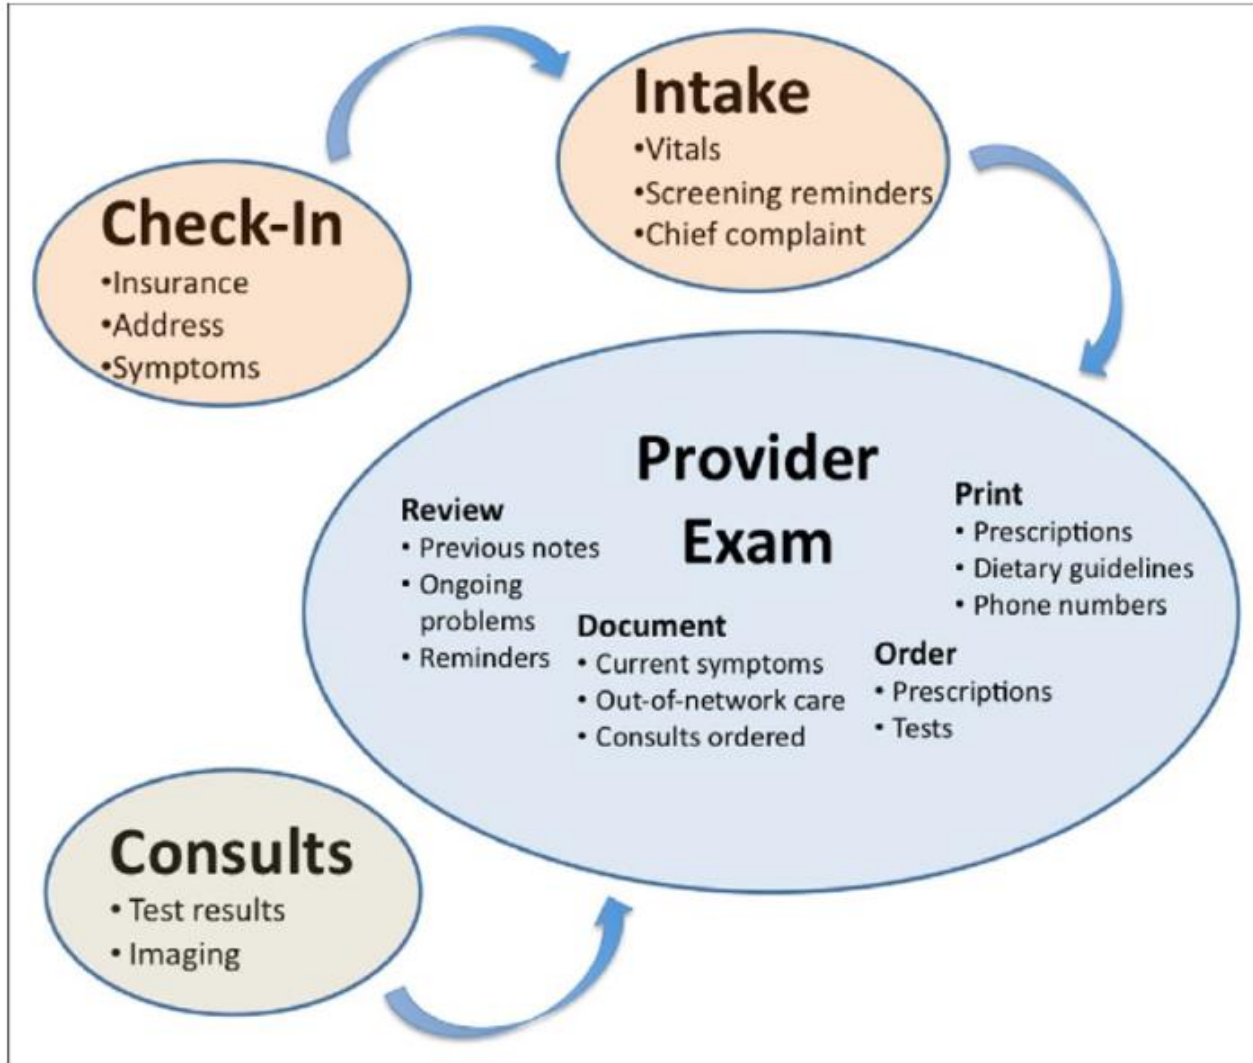 Check-In
•Insurance
•Address
•Symptoms
Intake
•Vitals
•Screening reminders
•Chief complaint
Provider
Exam
Review
• Previous notes
• Ongoing
problems
• Reminders
Document
• Current symptoms
• Out-of-network care
• Consults ordered
Print
• Prescriptions
• Dietary guidelines
• Phone numbers
Order
• Prescriptions
• Tests
Consults
• Test results
• Imaging